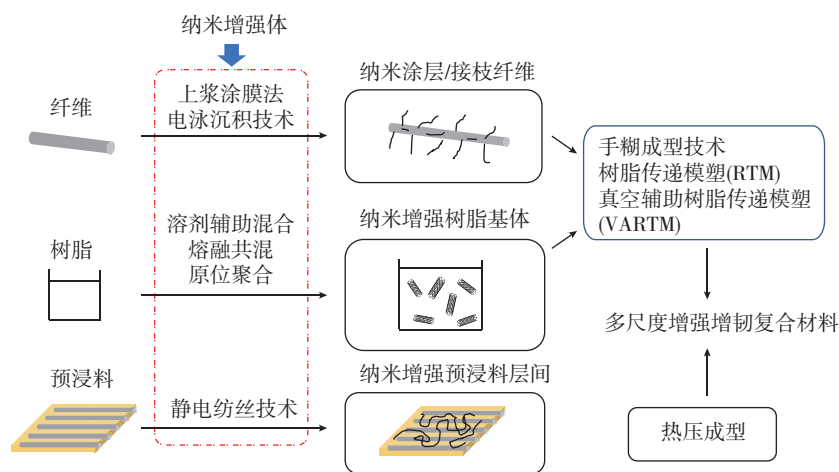 纳米增强体
纤维
上浆涂膜法
电泳沉积技术
纳米涂层/接枝纤维
树脂
溶剂辅助混合
熔融共混
原位聚合
纳米增强树脂基体
预浸料
静电纺丝技术
纳米增强预浸料层间
手糊成型技术
树脂传递模塑(RTM)
真空辅助树脂传递模塑
(VARTM)
多尺度增强增韧复合材料
热压成型